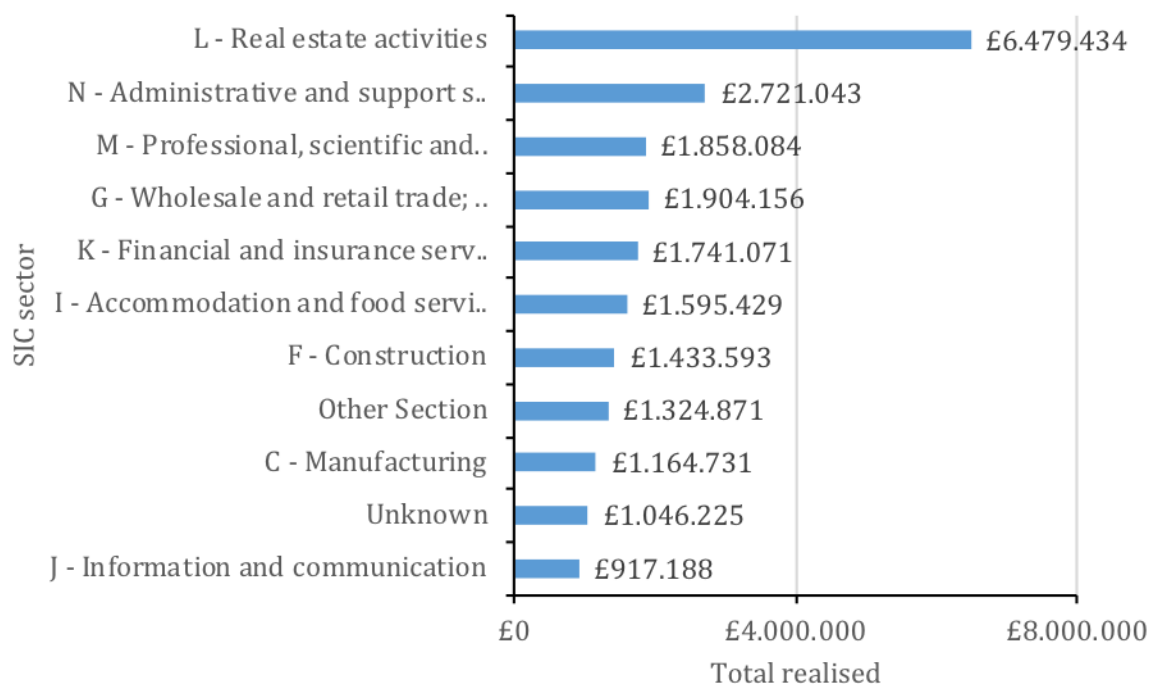 L - Real estate activities £6.479.434
N - Administrative and support s.. £2.721.043
M - Professional, scientific and.. £1.858.084
G - Wholesale and retail trade; .. £1.904.156
K - Financial and insurance serv.. £1.741.071
I - Accommodation and food servi.. £1.595.429
F - Construction £1.433.593
Other Section £1.324.871
C - Manufacturing £1.164.731
Unknown £1.046.225
J - Information and communication £917.188
SIC sector
£0 £4.000.000 £8.000.000
Total realised